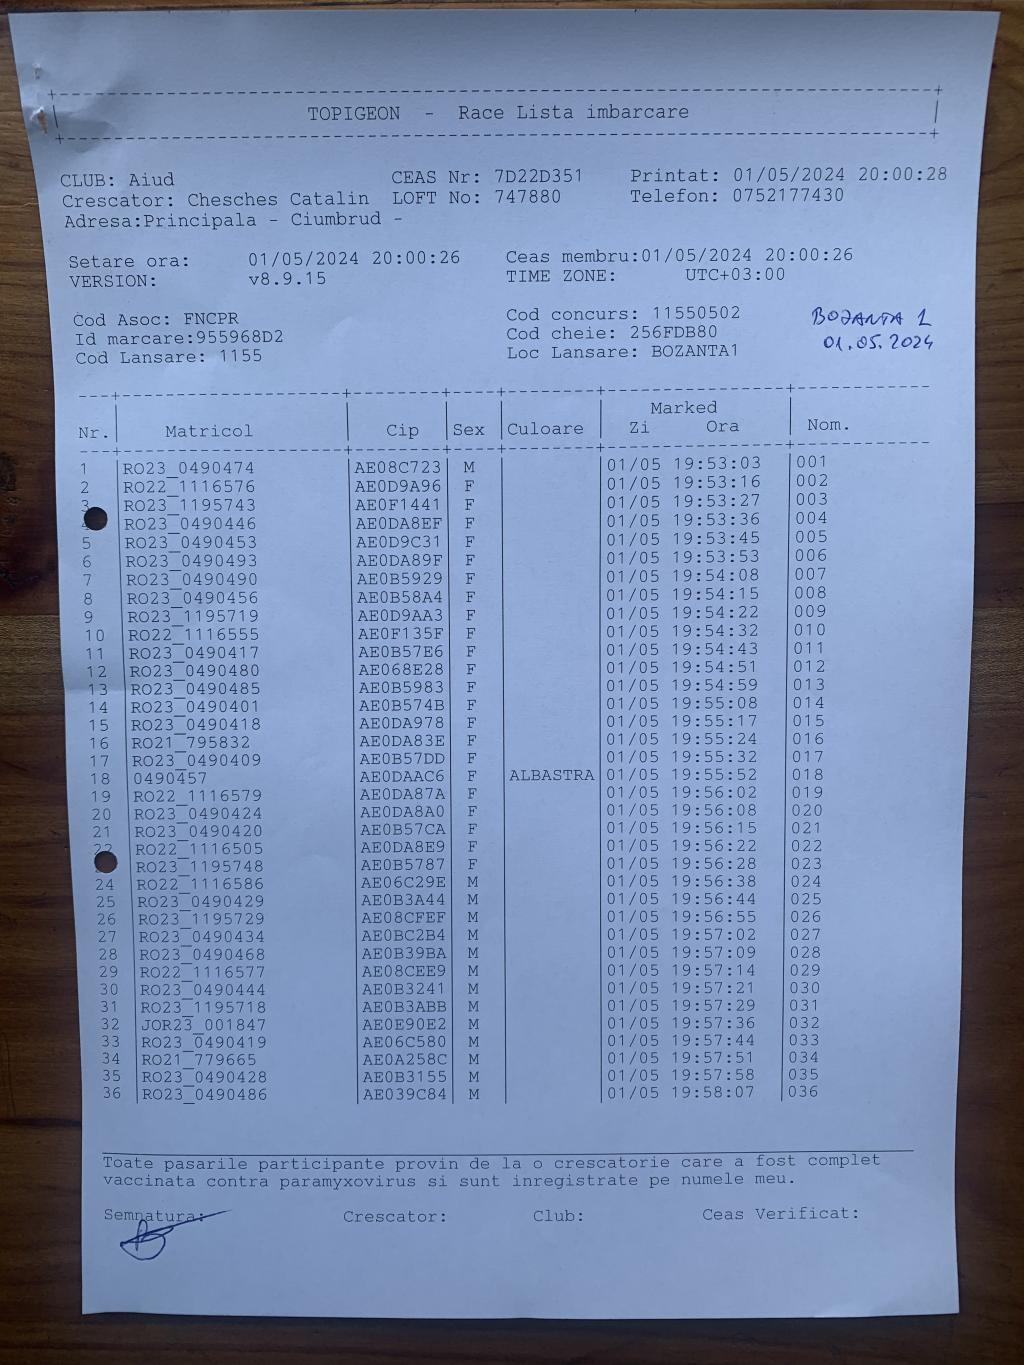 TOPIGEON - Race Lista imbarcare
CLUB: Aiud CEAS Nr: 7D22D351 Printat: 01/05/2024 20:00:28
Crescator: Chesches Catalin LOFT No: 747880 Telefon: 0752177430
Adresa:Principala - Ciumbrud -
Setare ora: 01/05/2024 20:00:26 Ceas membru:01/05/2024 20:00:26
VERSION: v8.9.15 TIME ZONE: UTC+03:00
Cod Asoc: FNCPR Cod concurs: 11550502 BOZANTA 1
Id marcare:955968D2 Cod cheie: 256FDB80 01.05.2024
Cod Lansare: 1155 Loc Lansare: BOZANTA1
Marked
Nr. Matricol Cip Sex Culoare Zi Ora Nom.
1 RO23_0490474 AE08C723 M 01/05 19:53:03 001
2 RO22_1116576 AE0D9A96 F 01/05 19:53:16 002
3 RO23_1195743 AE0F1441 F 01/05 19:53:27 003
RO23_0490446 AE0DA8EF F 01/05 19:53:36 004
5 RO23_0490453 AE0D9C31 F 01/05 19:53:45 005
6 RO23_0490493 AE0DA89F F 01/05 19:53:53 006
7 RO23_0490490 AE0B5929 F 01/05 19:54:08 007
8 RO23_0490456 AE0B58A4 F 01/05 19:54:15 008
9 RO23_1195719 AE0D9AA3 F 01/05 19:54:22 009
10 RO22_1116555 AE0F135F F 01/05 19:54:32 010
11 RO23_0490417 AE0B57E6 F 01/05 19:54:43 011
12 RO23_0490480 AE068E28 F 01/05 19:54:51 012
13 RO23_0490485 AE0B5983 F 01/05 19:54:59 013
14 RO23_0490401 AE0B574B F 01/05 19:55:08 014
15 RO23_0490418 AE0DA978 F 01/05 19:55:17 015
16 RO21_795832 AE0DA83E F 01/05 19:55:24 016
17 RO23_0490409 AE0B57DD F 01/05 19:55:32 017
18 0490457 AE0DAAC6 F ALBASTRA 01/05 19:55:52 018
19 RO22_1116579 AE0DA87A F 01/05 19:56:02 019
20 RO23_0490424 AE0DA8A0 F 01/05 19:56:08 020
21 RO23_0490420 AE0B57CA F 01/05 19:56:15 021
22 RO22_1116505 AE0DA8E9 F 01/05 19:56:22 022
RO23_1195748 AE0B5787 F 01/05 19:56:28 023
24 RO22_1116586 AE06C29E M 01/05 19:56:38 024
25 RO23_0490429 AE0B3A44 M 01/05 19:56:44 025
26 RO23_1195729 AE08CFEF M 01/05 19:56:55 026
27 RO23_0490434 AE0BC2B4 M 01/05 19:57:02 027
28 RO23_0490468 AE0B39BA M 01/05 19:57:09 028
29 RO22_1116577 AE08CEE9 M 01/05 19:57:14 029
30 RO23_0490444 AE0B3241 M 01/05 19:57:21 030
31 RO23_1195718 AE0B3ABB M 01/05 19:57:29 031
32 JOR23_001847 AE0E90E2 M 01/05 19:57:36 032
33 RO23_0490419 AE06C580 M 01/05 19:57:44 033
34 RO21_779665 AE0A258C M 01/05 19:57:51 034
35 RO23_0490428 AE0B3155 M 01/05 19:57:58 035
36 RO23_0490486 AE039C84 M 01/05 19:58:07 036
Toate pasarile participante provin de la o crescatorie care a fost complet
vaccinata contra paramyxovirus si sunt inregistrate pe numele meu.
Semnatura: Crescator: Club: Ceas Verificat: